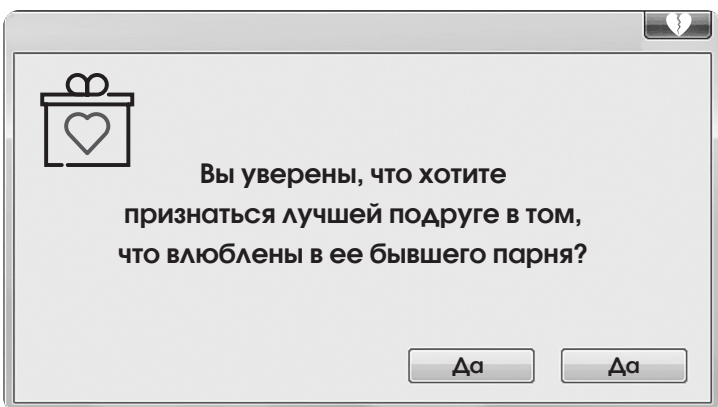 Вы уверены, что хотите
признаться лучшей подруге в том,
что влюблены в ее бывшего парня?
Да Да